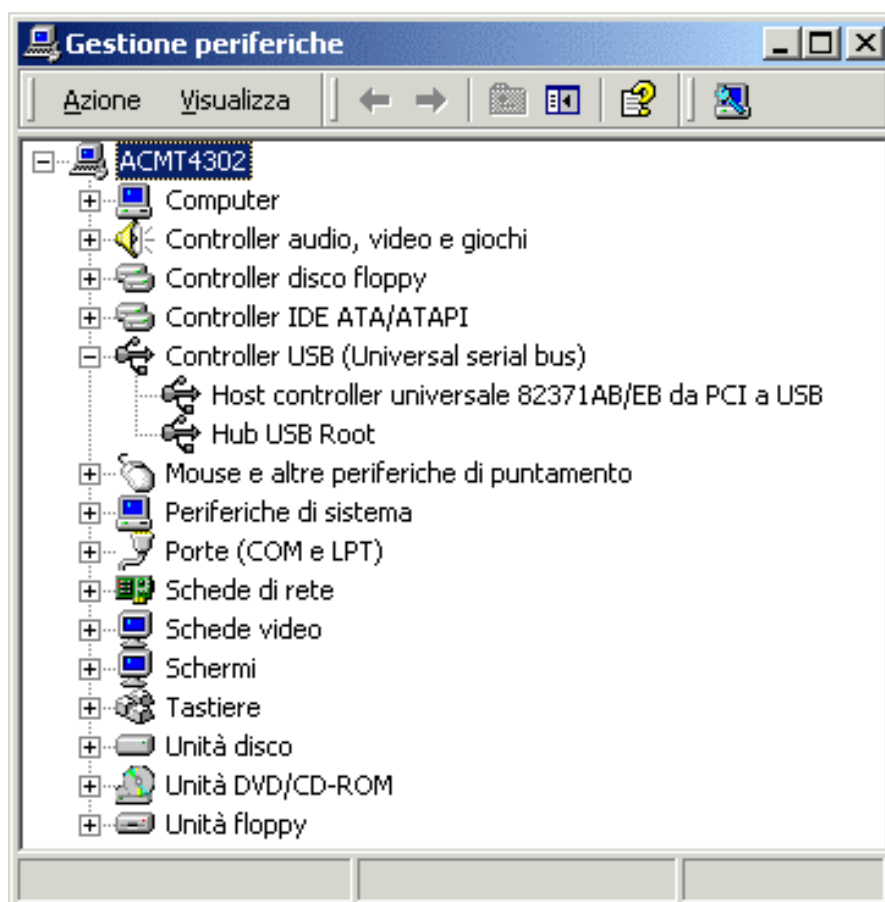 Gestione periferiche
Azione Visualizza
ACMT4302
Computer
Controller audio, video e giochi
Controller disco floppy
Controller IDE ATA/ATAPI
Controller USB (Universal serial bus)
Host controller universale 82371AB/EB da PCI a USB
Hub USB Root
Mouse e altre periferiche di puntamento
Periferiche di sistema
Porte (COM e LPT)
Schede di rete
Schede video
Schermi
Tastiere
Unità disco
Unità DVD/CD-ROM
Unità floppy